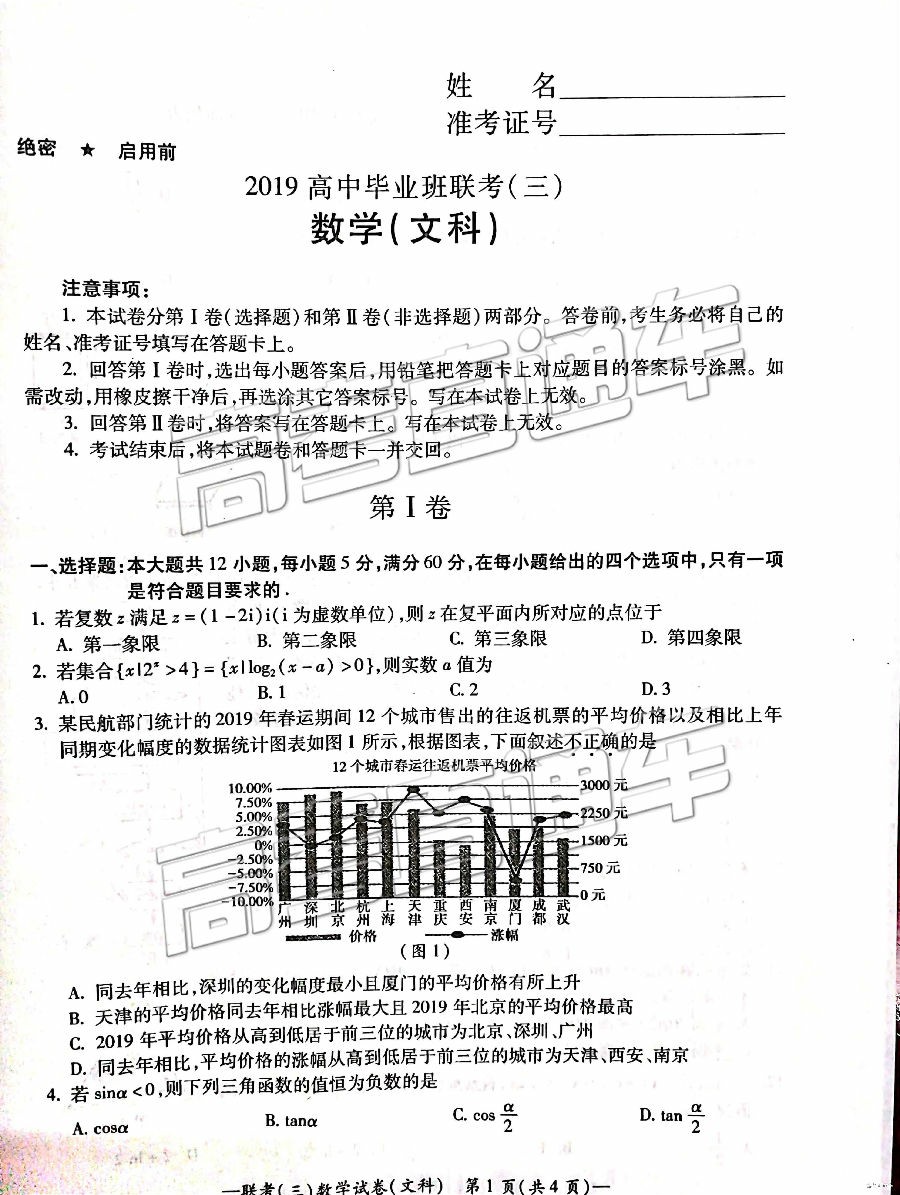 姓 名
准考证号
绝密 ★ 启用前
2019 高中毕业班联考(三)
数学(文科)
注意事项:
1. 本试卷分第Ⅰ卷(选择题)和第Ⅱ卷(非选择题)两部分。答卷前,考生务必将自己的
姓名、准考证号填写在答题卡上。
2. 回答第Ⅰ卷时,选出每小题答案后,用铅笔把答题卡上对应题目的答案标号涂黑。如
需改动,用橡皮擦干净后,再选涂其它答案标号。写在本试卷上无效。
3. 回答第Ⅱ卷时,将答案写在答题卡上。写在本试卷上无效。
4. 考试结束后,将本试题卷和答题卡一并交回。
高考直通车
第Ⅰ卷
一、选择题:本大题共 12 小题,每小题 5 分,满分 60 分,在每小题给出的四个选项中,只有一项
是符合题目要求的.
1. 若复数 z 满足 z=(1-2i)i(i 为虚数单位),则 z 在复平面内所对应的点位于
A. 第一象限 B. 第二象限 C. 第三象限 D. 第四象限
2. 若集合{x|2ˣ>4}={x|log₂(x-a)>0},则实数 a 值为
A.0 B.1 C.2 D.3
3. 某民航部门统计的 2019 年春运期间 12 个城市售出的往返机票的平均价格以及相比上年
同期变化幅度的数据统计图表如图 1 所示,根据图表,下面叙述不正确的是
12 个城市春运往返机票平均价格
10.00% 3000 元
7.50%
5.00% 2250 元
2.50%
0% 1500 元
-2.50%
-5.00% 750 元
-7.50%
-10.00% 0 元
广州 深圳 北京 杭州 上海 天津 重庆 西安 南京 厦门 成都 武汉
价格 涨幅
(图 1)
高考直通车
A. 同去年相比,深圳的变化幅度最小且厦门的平均价格有所上升
B. 天津的平均价格同去年相比涨幅最大且 2019 年北京的平均价格最高
C. 2019 年平均价格从高到低居于前三位的城市为北京、深圳、广州
D. 同去年相比,平均价格的涨幅从高到低居于前三位的城市为天津、西安、南京
4. 若 sinα<0,则下列三角函数的值恒为负数的是
A. cosα B. tanα C. cos α/2 D. tan α/2
—联考(三)数学试卷(文科) 第 1 页(共 4 页)—